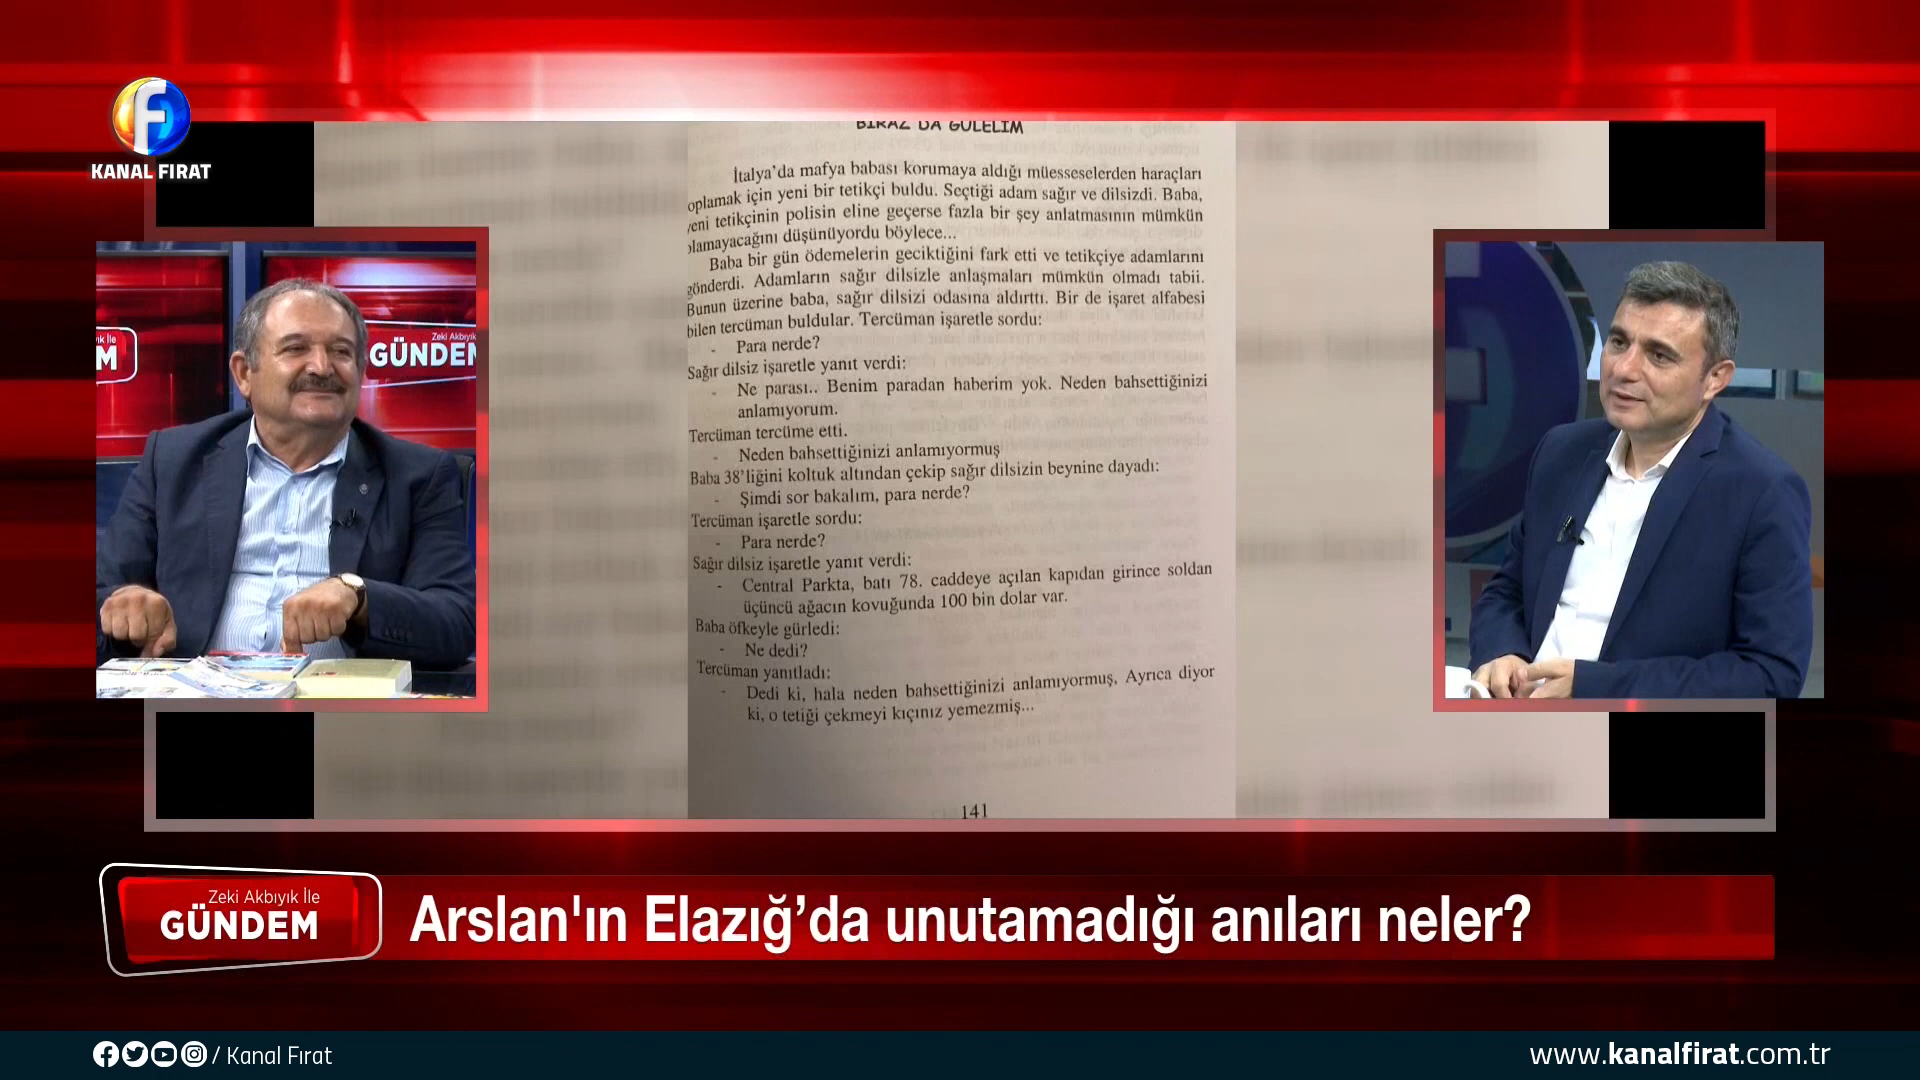 KANAL FIRAT
BİRAZ DA GÜLELİM
İtalya'da mafya babası korumaya aldığı müesseselerden haraçları
oplamak için yeni bir tetikçi buldu. Seçtiği adam sağır ve dilsizdi. Baba,
yeni tetikçinin polisin eline geçerse fazla bir şey anlatmasının mümkün
olamayacağını düşünüyordu böylece...
Baba bir gün ödemelerin geciktiğini fark etti ve tetikçiye adamlarını
gönderdi. Adamların sağır dilsizle anlaşmaları mümkün olmadı tabii.
Bunun üzerine baba, sağır dilsizi odasına aldırttı. Bir de işaret alfabesi
bilen tercüman buldular. Tercüman işaretle sordu:
- Para nerde?
Sağır dilsiz işaretle yanıt verdi:
- Ne parası.. Benim paradan haberim yok. Neden bahsettiğinizi
anlamıyorum.
Tercüman tercüme etti.
- Neden bahsettiğinizi anlamıyormuş
Baba 38'liğini koltuk altından çekip sağır dilsizin beynine dayadı:
- Şimdi sor bakalım, para nerde?
Tercüman işaretle sordu:
- Para nerde?
Sağır dilsiz işaretle yanıt verdi:
- Central Parkta, batı 78. caddeye açılan kapıdan girince soldan
üçüncü ağacın kovuğunda 100 bin dolar var.
Baba öfkeyle gürledi:
- Ne dedi?
Tercüman yanıtladı:
- Dedi ki, hala neden bahsettiğinizi anlamıyormuş. Ayrıca diyor
ki, o tetiği çekmeyi kıçınız yemezmiş...
141
Zeki Akbıyık
GÜNDEM
ık İle
M
Zeki Akbıyık İle
GÜNDEM
Arslan'ın Elazığ’da unutamadığı anıları neler?
/ Kanal Fırat
www.kanalfirat.com.tr